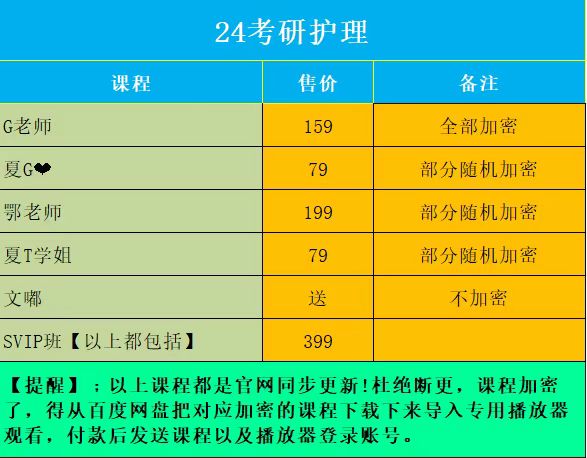 24考研护理
课程 售价 备注
G老师 159 全部加密
夏G❤ 79 部分随机加密
鄂老师 199 部分随机加密
夏T学姐 79 部分随机加密
文嘟 送 不加密
SVIP班【以上都包括】 399
【提醒】；以上课程都是官网同步更新!杜绝断更，课程加密
了，得从百度网盘把对应加密的课程下载下来导入专用播放器
观看，付款后发送课程以及播放器登录账号。